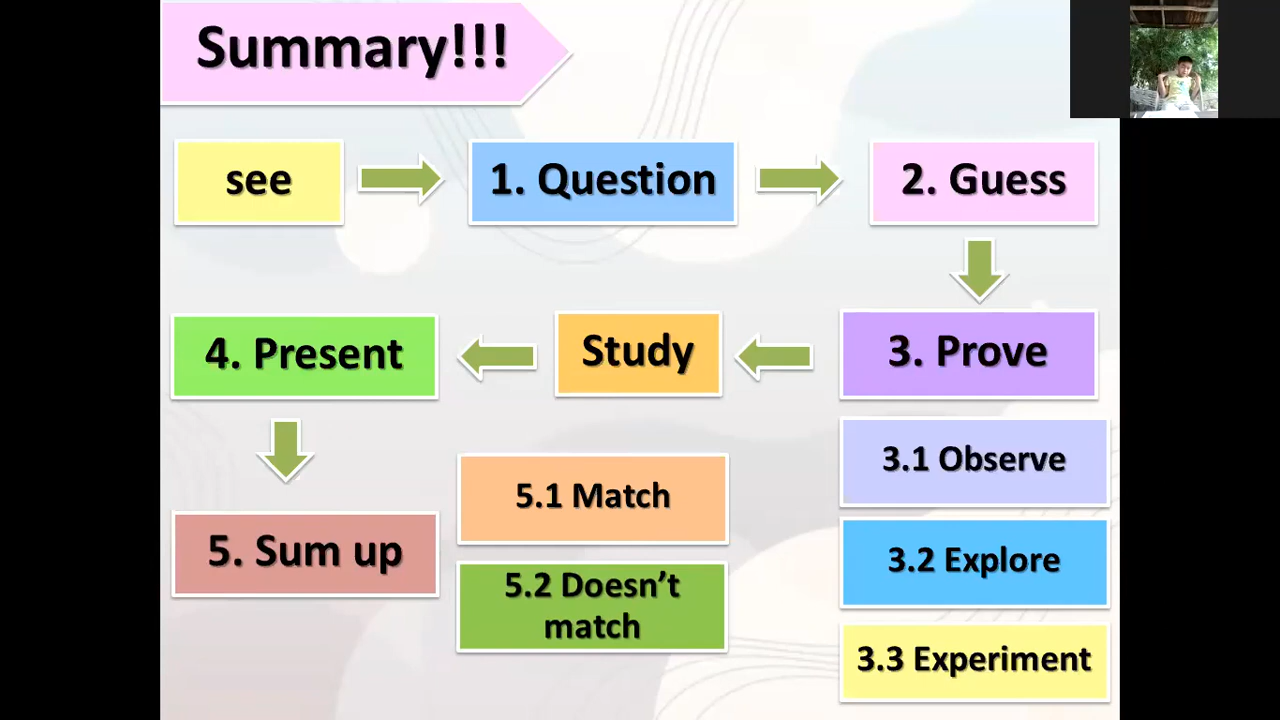 Summary!!!
see
1. Question
2. Guess
4. Present
Study
3. Prove
3.1 Observe
5.1 Match
3.2 Explore
5. Sum up
5.2 Doesn’t
match
3.3 Experiment